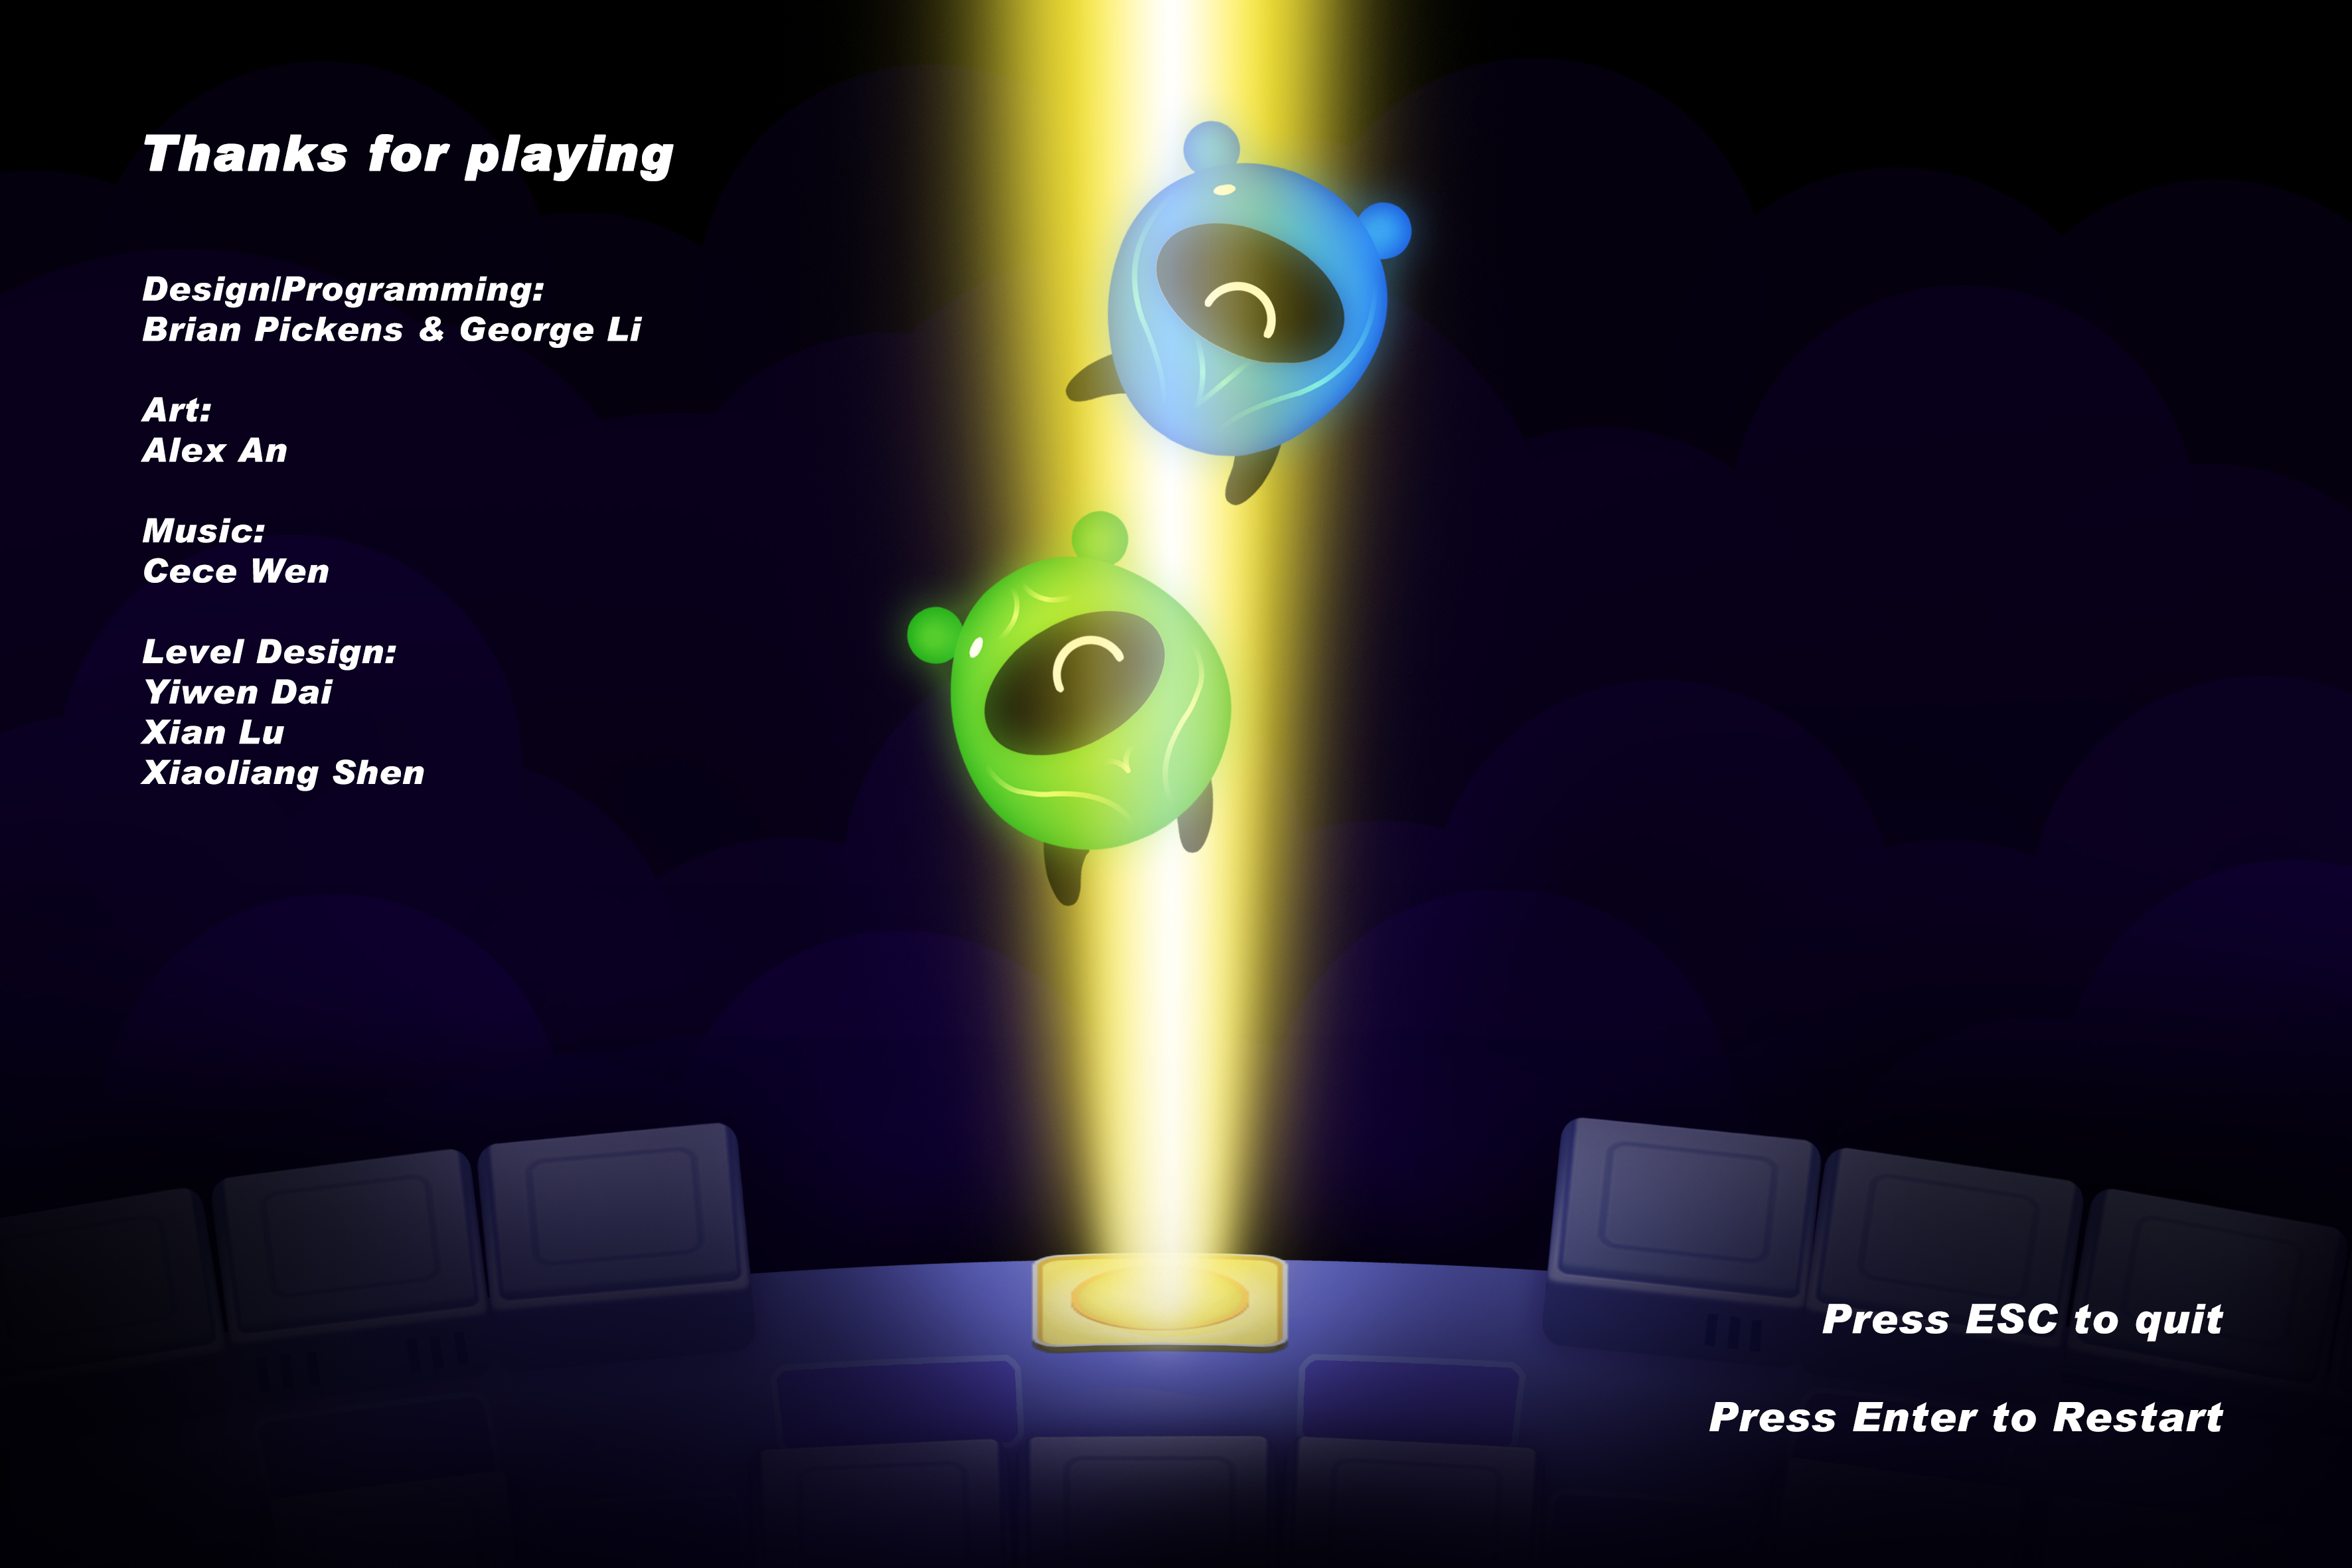 Thanks for playing
Design|Programming:
Brian Pickens & George Li
Art:
Alex An
Music:
Cece Wen
Level Design:
Yiwen Dai
Xian Lu
Xiaoliang Shen
Press ESC to quit
Press Enter to Restart